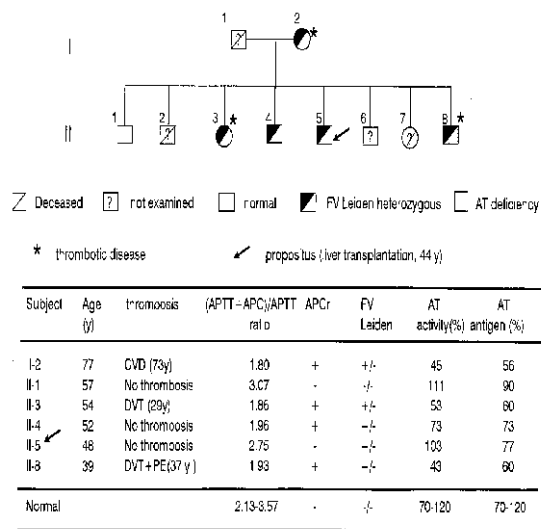 1 2 *
I
1 2 3 * 4 5 6 7 8 *
II
Deceased ? not examined normal FV Leiden heterozygous AT deficiency
* thrombotic disease propositus (liver transplantation, 44 y)
Subject Age (y) thrombosis (APTT+APC)/APTT ratio APCr FV Leiden AT activity(%) AT antigen (%)
I-2 77 CVD (73y) 1.80 + +/- 45 56
II-1 57 No thrombosis 3.07 - -/- 111 90
II-3 54 DVT (29y) 1.86 + +/- 53 60
II-4 52 No thrombosis 1.96 + -/- 73 73
II-5 48 No thrombosis 2.75 - -/- 103 77
II-8 39 DVT+PE(37 y) 1.93 + -/- 43 60
Normal 2.13-3.57 - -/- 70-120 70-120